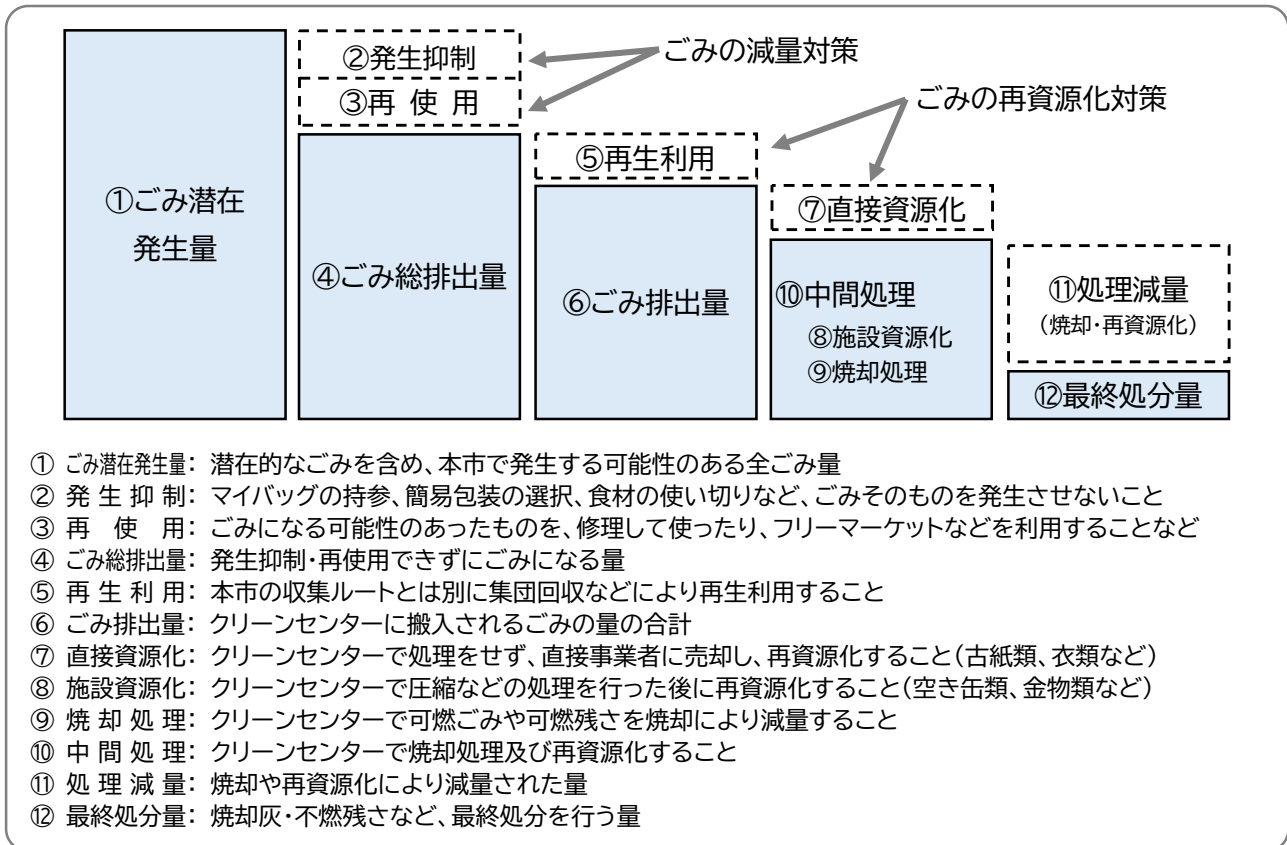 ②発生抑制
ごみの減量対策
③再 使 用
ごみの再資源化対策
⑤再生利用
①ごみ潜在
発生量
⑦直接資源化
④ごみ総排出量
⑥ごみ排出量
⑩中間処理
⑧施設資源化
⑨焼却処理
⑪処理減量
（焼却・再資源化）
⑫最終処分量
① ごみ潜在発生量： 潜在的なごみを含め、本市で発生する可能性のある全ごみ量
② 発 生 抑 制： マイバッグの持参、簡易包装の選択、食材の使い切りなど、ごみそのものを発生させないこと
③ 再　使　用： ごみになる可能性のあったものを、修理して使ったり、フリーマーケットなどを利用することなど
④ ごみ総排出量： 発生抑制・再使用できずにごみになる量
⑤ 再 生 利 用： 本市の収集ルートとは別に集団回収などにより再生利用すること
⑥ ごみ排出量： クリーンセンターに搬入されるごみの量の合計
⑦ 直接資源化： クリーンセンターで処理をせず、直接事業者に売却し、再資源化すること（古紙類、衣類など）
⑧ 施設資源化： クリーンセンターで圧縮などの処理を行った後に再資源化すること（空き缶類、金物類など）
⑨ 焼 却 処 理： クリーンセンターで可燃ごみや可燃残さを焼却により減量すること
⑩ 中 間 処 理： クリーンセンターで焼却処理及び再資源化すること
⑪ 処 理 減 量： 焼却や再資源化により減量された量
⑫ 最終処分量： 焼却灰・不燃残さなど、最終処分を行う量